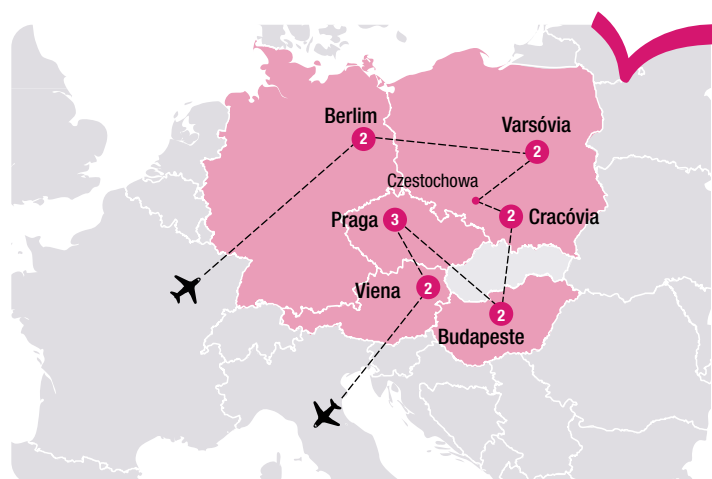 Berlim
2
Varsóvia
2
Czestochowa
Praga
3
2
Cracóvia
Viena
2
2
Budapeste